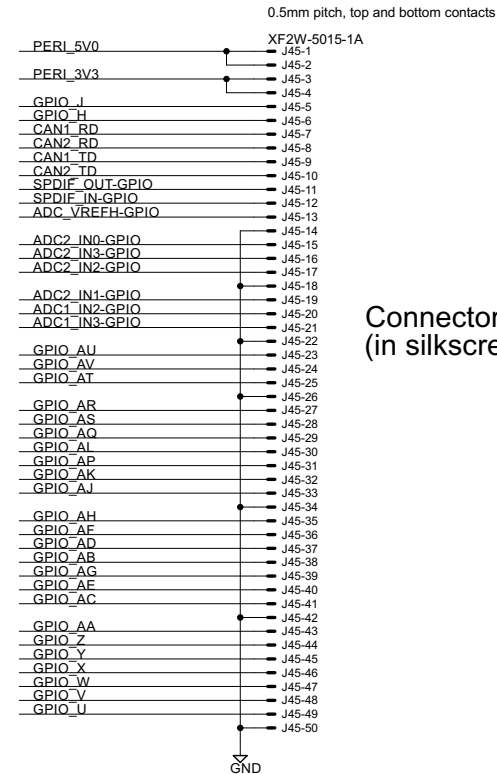 0.5mm pitch, top and bottom contacts
XF2W-5015-1A
PERI_5V0 J45-1
J45-2
PERI_3V3 J45-3
J45-4
GPIO_J J45-5
GPIO_H J45-6
CAN1_RD J45-7
CAN2_RD J45-8
CAN1_TD J45-9
CAN2_TD J45-10
SPDIF_OUT-GPIO J45-11
SPDIF_IN-GPIO J45-12
ADC_VREFH-GPIO J45-13
J45-14
ADC2_IN0-GPIO J45-15
ADC2_IN3-GPIO J45-16
ADC2_IN2-GPIO J45-17
J45-18
ADC2_IN1-GPIO J45-19
ADC1_IN2-GPIO J45-20
ADC1_IN3-GPIO J45-21
Connector
(in silkscre
J45-22
GPIO_AU J45-23
GPIO_AV J45-24
GPIO_AT J45-25
J45-26
GPIO_AR J45-27
GPIO_AS J45-28
GPIO_AQ J45-29
GPIO_AL J45-30
GPIO_AP J45-31
GPIO_AK J45-32
GPIO_AJ J45-33
J45-34
GPIO_AH J45-35
GPIO_AF J45-36
GPIO_AD J45-37
GPIO_AB J45-38
GPIO_AG J45-39
GPIO_AE J45-40
GPIO_AC J45-41
J45-42
GPIO_AA J45-43
GPIO_Z J45-44
GPIO_Y J45-45
GPIO_X J45-46
GPIO_W J45-47
GPIO_V J45-48
GPIO_U J45-49
J45-50
GND